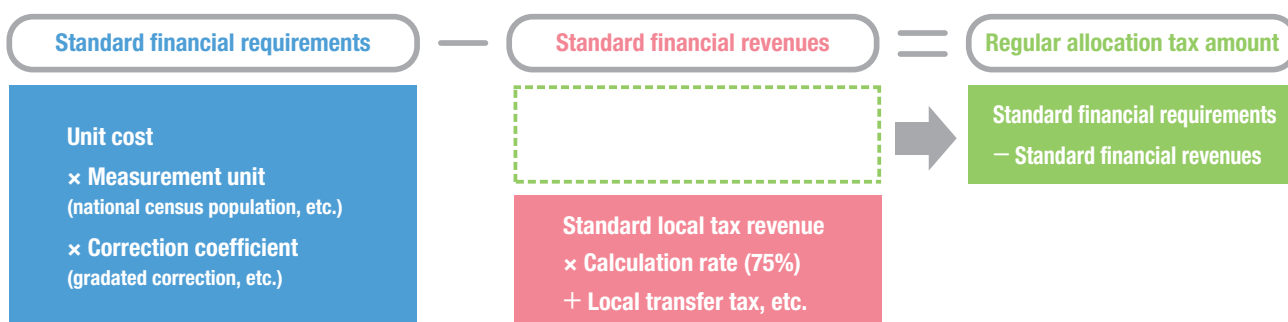 Standard financial requirements
Standard financial revenues
Regular allocation tax amount
Unit cost
× Measurement unit
(national census population, etc.)
× Correction coefficient
(gradated correction, etc.)
Standard local tax revenue
× Calculation rate (75%)
+ Local transfer tax, etc.
Standard financial requirements
− Standard financial revenues